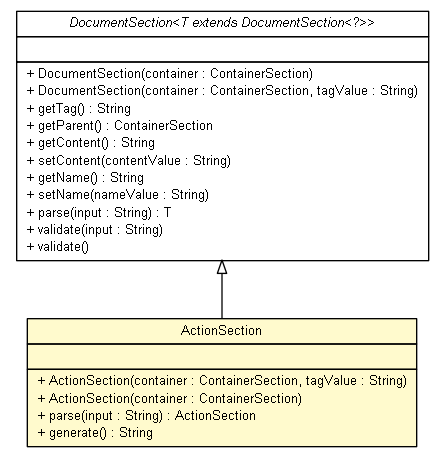 DocumentSection<T extends DocumentSection<?>>
+ DocumentSection(container : ContainerSection)
+ DocumentSection(container : ContainerSection, tagValue : String)
+ getTag() : String
+ getParent() : ContainerSection
+ getContent() : String
+ setContent(contentValue : String)
+ getName() : String
+ setName(nameValue : String)
+ parse(input : String) : T
+ validate(input : String)
+ validate()
ActionSection
+ ActionSection(container : ContainerSection, tagValue : String)
+ ActionSection(container : ContainerSection)
+ parse(input : String) : ActionSection
+ generate() : String